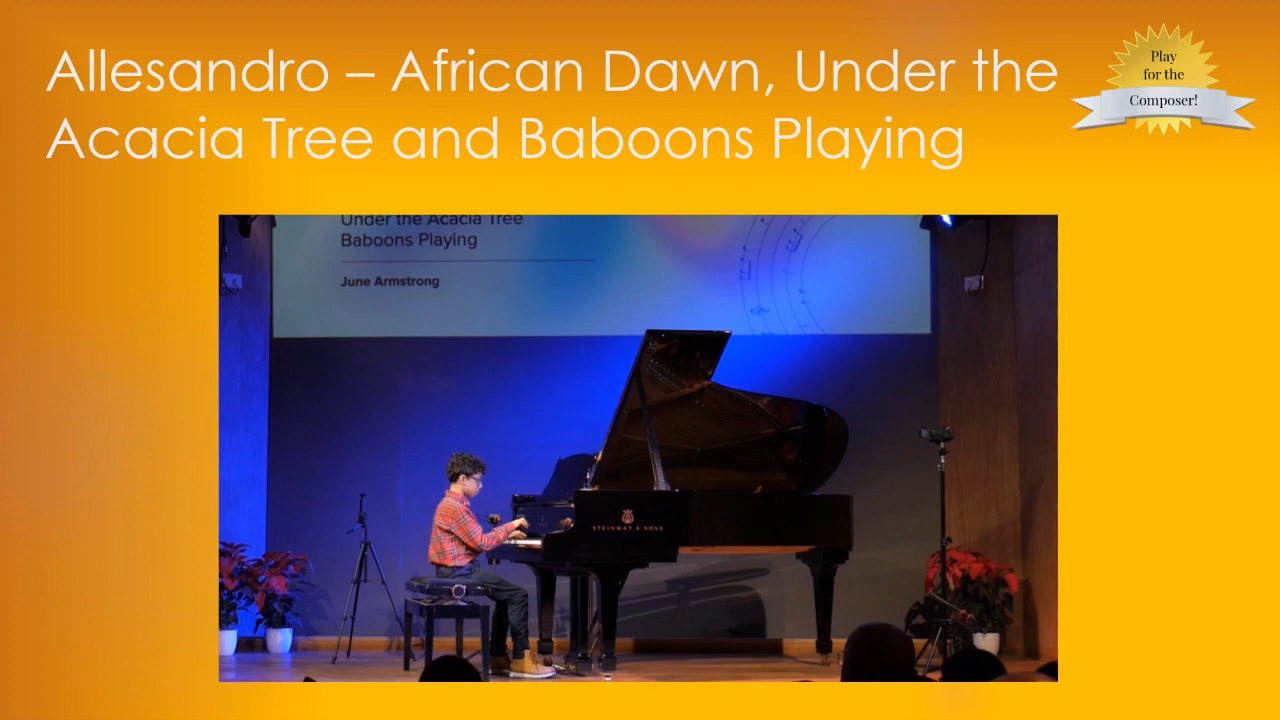 Allesandro – African Dawn, Under the
Acacia Tree and Baboons Playing
Play
for the
Composer!
Under the Acacia Tree
Baboons Playing
June Armstrong
STEINWAY & SONS